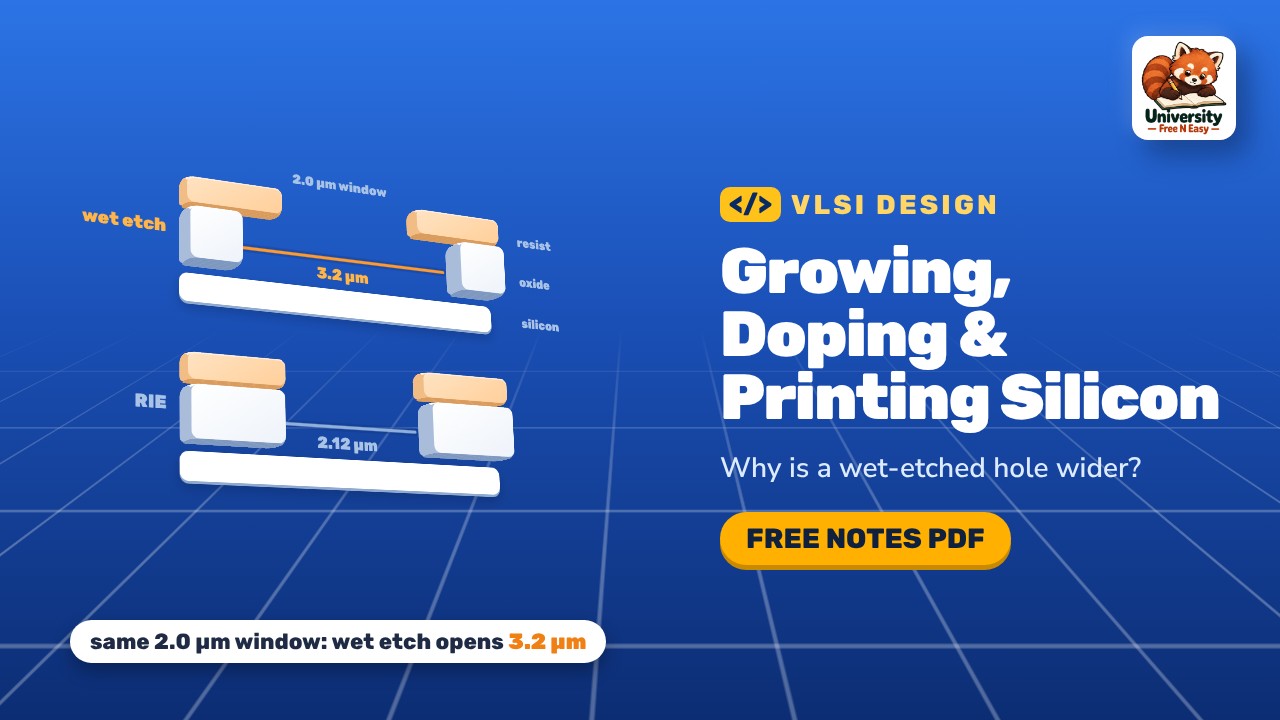 University
Free N Easy
2.0 µm window
wet etch
resist
3.2 µm
oxide
silicon
RIE
2.12 µm
same 2.0 µm window: wet etch opens 3.2 µm
</> VLSI DESIGN
Growing,
Doping &
Printing Silicon
Why is a wet-etched hole wider?
FREE NOTES PDF